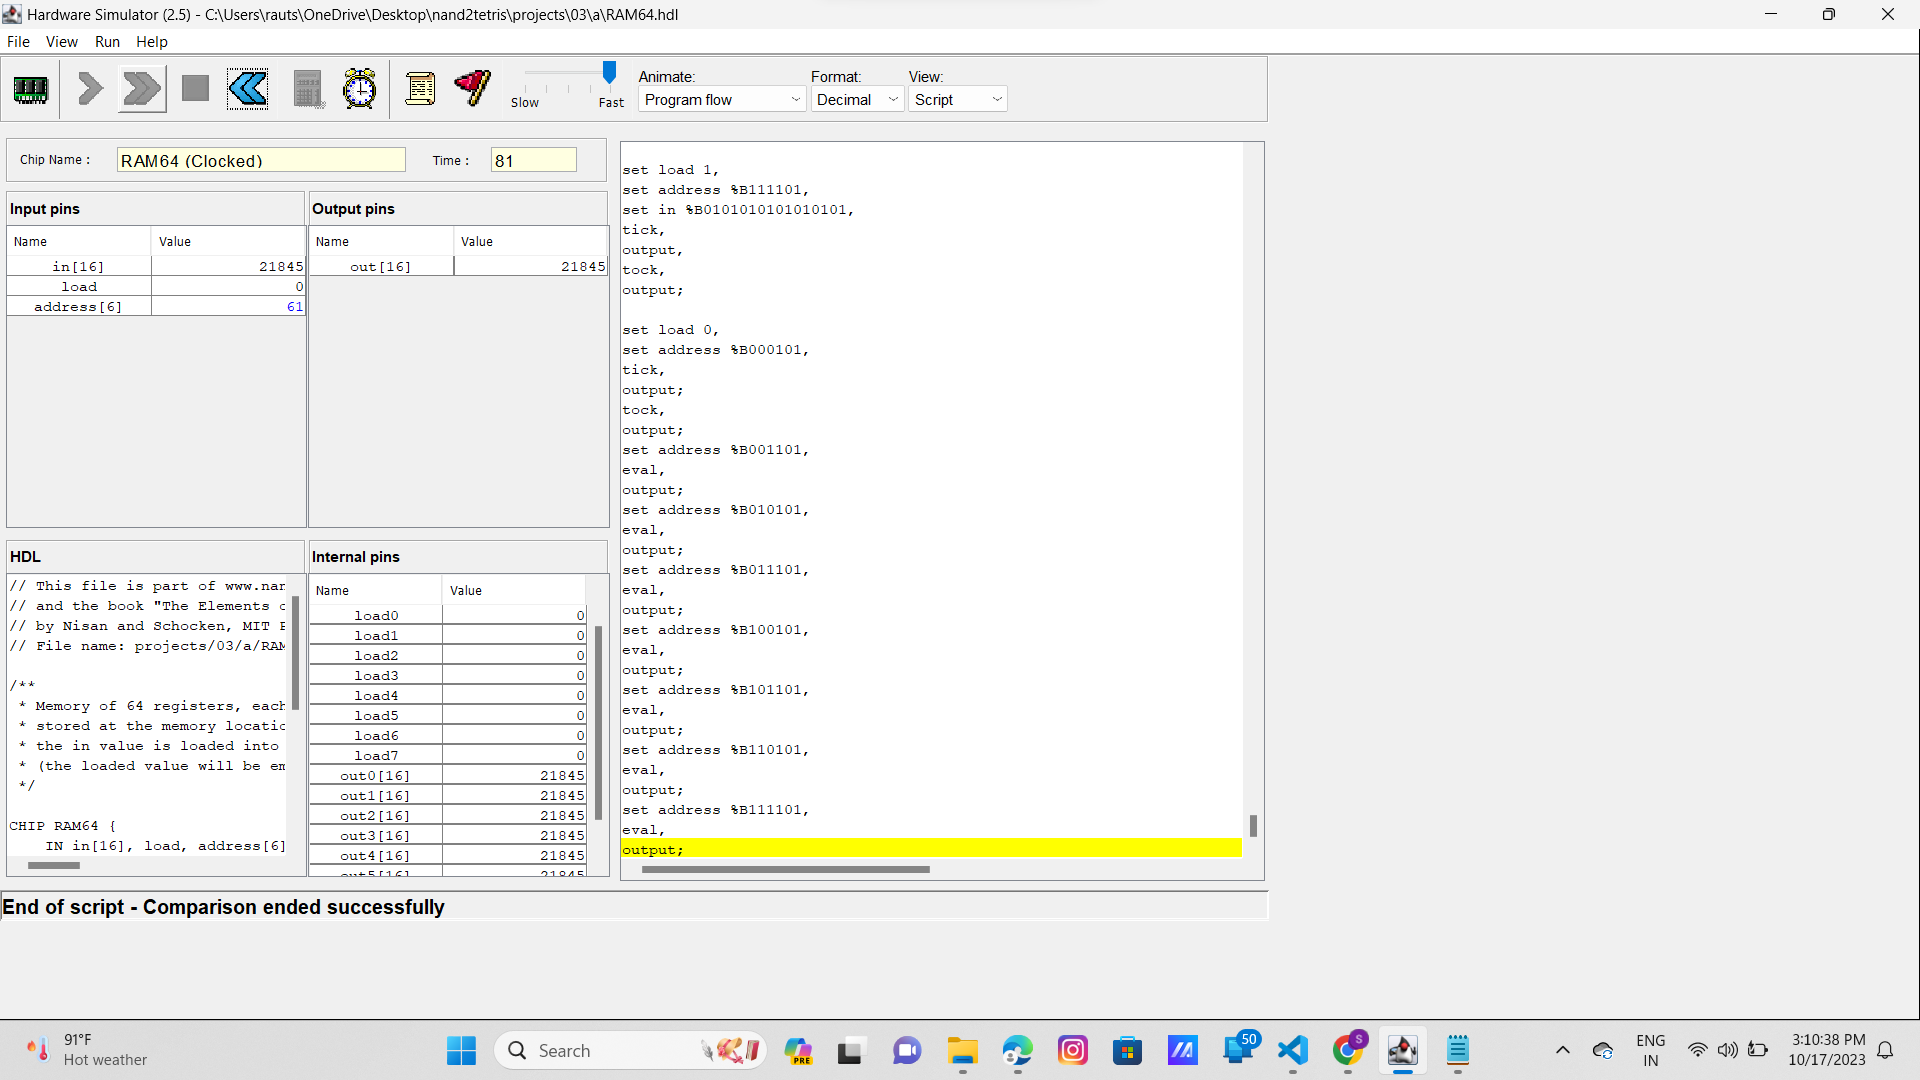 Hardware Simulator (2.5) - C:\Users\rauts\OneDrive\Desktop\nand2tetris\projects\03\a\RAM64.hdl
File View Run Help
Slow Fast
Animate: Format: View:
Program flow Decimal Script
Chip Name : RAM64 (Clocked) Time : 81
Input pins
Name Value
in[16] 21845
load 0
address[6] 61
Output pins
Name Value
out[16] 21845
HDL
// This file is part of www.nan
// and the book "The Elements o
// by Nisan and Schocken, MIT P
// File name: projects/03/a/RAM
/**
* Memory of 64 registers, each
* stored at the memory locatio
* the in value is loaded into
* (the loaded value will be em
*/
CHIP RAM64 {
IN in[16], load, address[6]
Internal pins
Name Value
load0 0
load1 0
load2 0
load3 0
load4 0
load5 0
load6 0
load7 0
out0[16] 21845
out1[16] 21845
out2[16] 21845
out3[16] 21845
out4[16] 21845
out5[16] 21845
set load 1,
set address %B111101,
set in %B0101010101010101,
tick,
output,
tock,
output;
set load 0,
set address %B000101,
tick,
output;
tock,
output;
set address %B001101,
eval,
output;
set address %B010101,
eval,
output;
set address %B011101,
eval,
output;
set address %B100101,
eval,
output;
set address %B101101,
eval,
output;
set address %B110101,
eval,
output;
set address %B111101,
eval,
output;
End of script - Comparison ended successfully
91°F
Hot weather
Search
PRE
50
S
ENG
IN
3:10:38 PM
10/17/2023